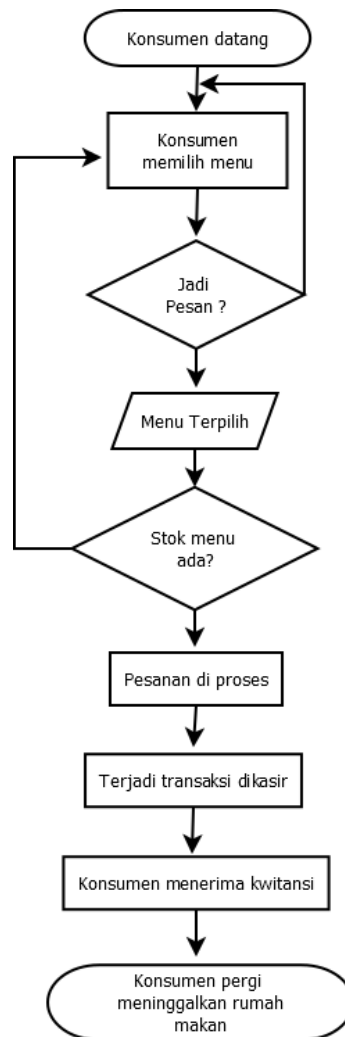 Konsumen datang
Konsumen
memilih menu
Jadi
Pesan ?
Menu Terpilih
Stok menu
ada?
Pesanan di proses
Terjadi transaksi dikasir
Konsumen menerima kwitansi
Konsumen pergi
meninggalkan rumah
makan